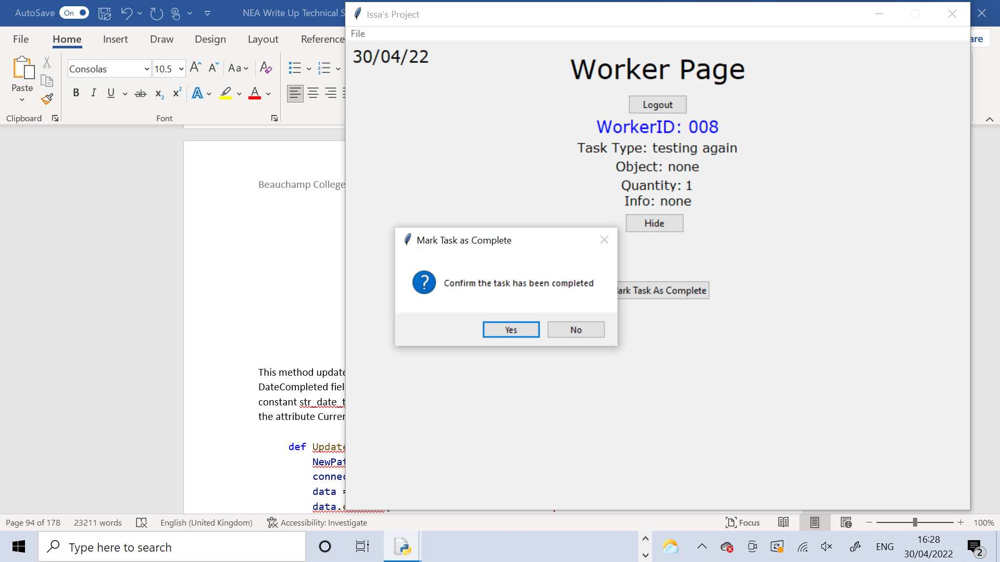 AutoSave On NEA Write Up Technical S
File Home Insert Draw Design Layout Reference are
Paste
Clipboard
Consolas 10.5
Font
Beauchamp College
This method update
DateCompleted fiel
constant str_date_t
the attribute Currer
def Update
NewPat
connec
data =
data.e
Issa's Project
File
30/04/22
Worker Page
Logout
WorkerID: 008
Task Type: testing again
Object: none
Quantity: 1
Info: none
Hide
Mark Task as Complete
Confirm the task has been completed
Yes No
ark Task As Complete
Page 94 of 178 23211 words English (United Kingdom) Accessibility: Investigate Focus 100%
Type here to search
ENG
16:28
30/04/2022
2